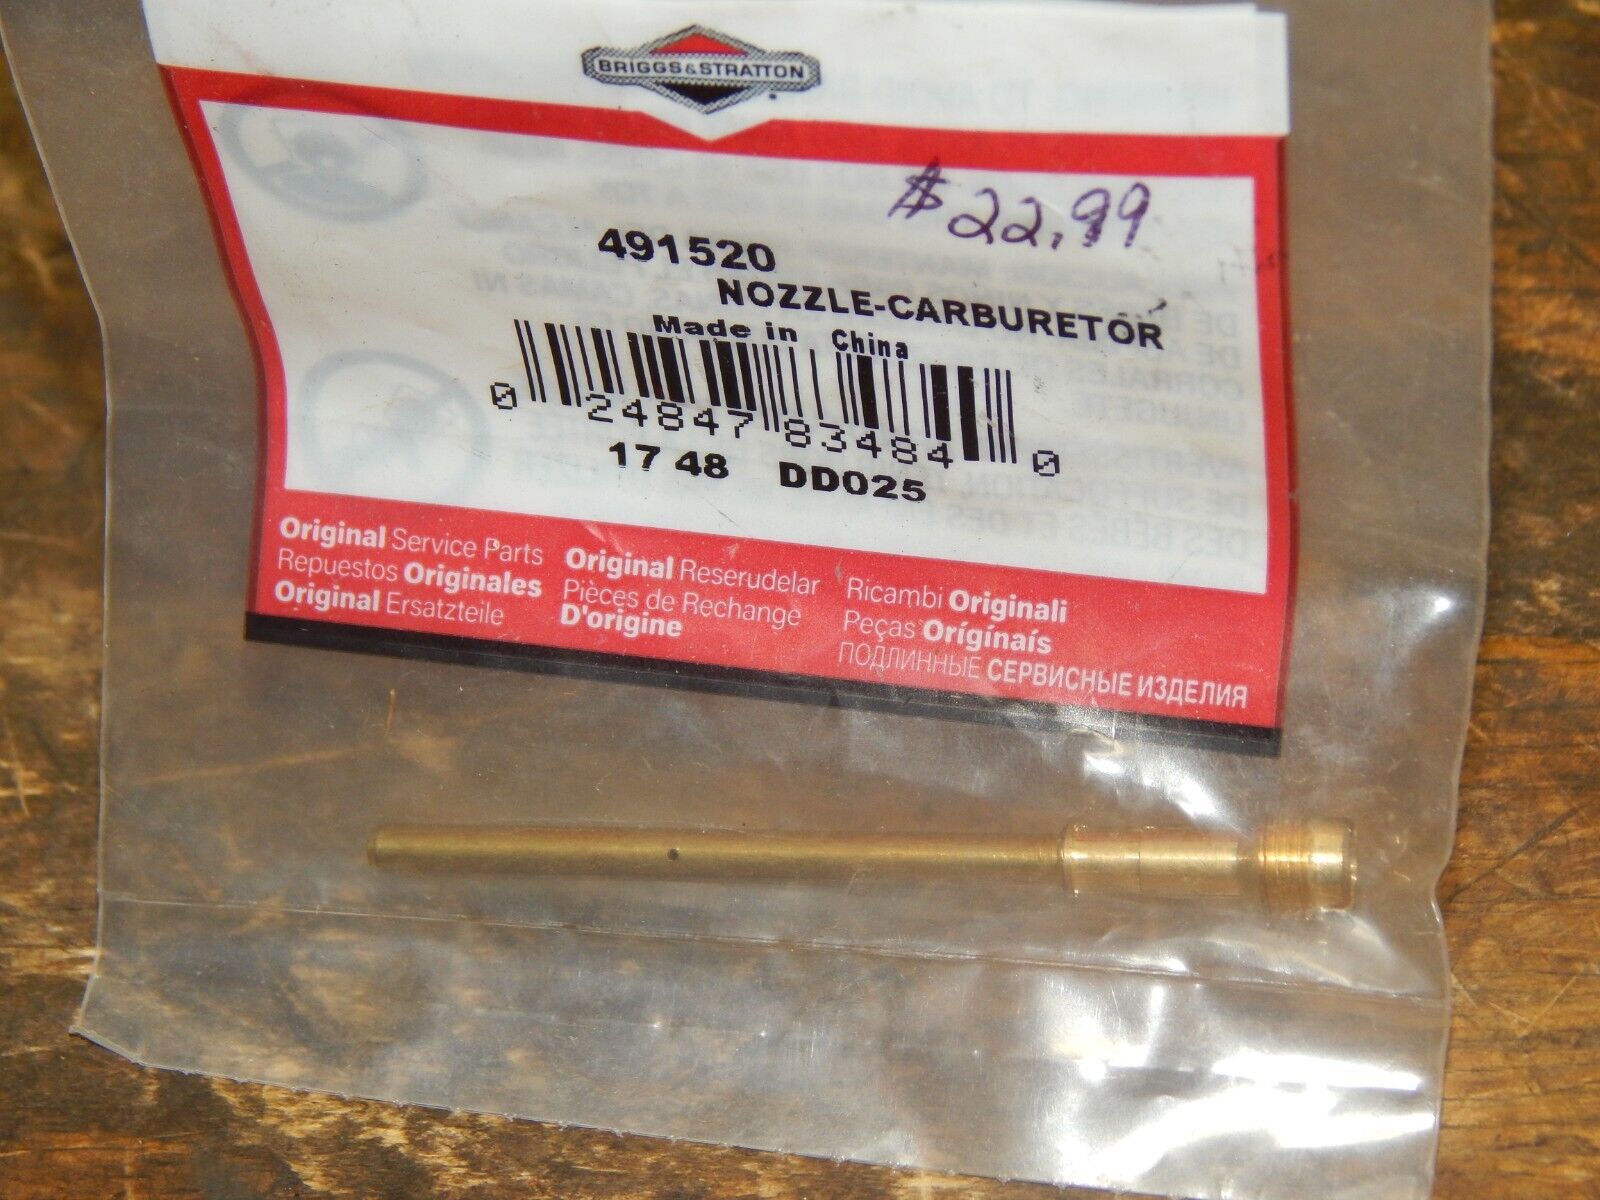 BRIGGS&STRATTON
$22.99
491520
NOZZLE-CARBURETOR
Made in China
0 24847 83484 0
17 48 DD025
Original Service Parts
Repuestos Originales
Original Ersatzteile
Original Reserudelar
Pièces de Rechange
D'origine
Ricambi Originali
Peças Originais
ПОДЛИННЫЕ СЕРВИСНЫЕ ИЗДЕЛИЯ